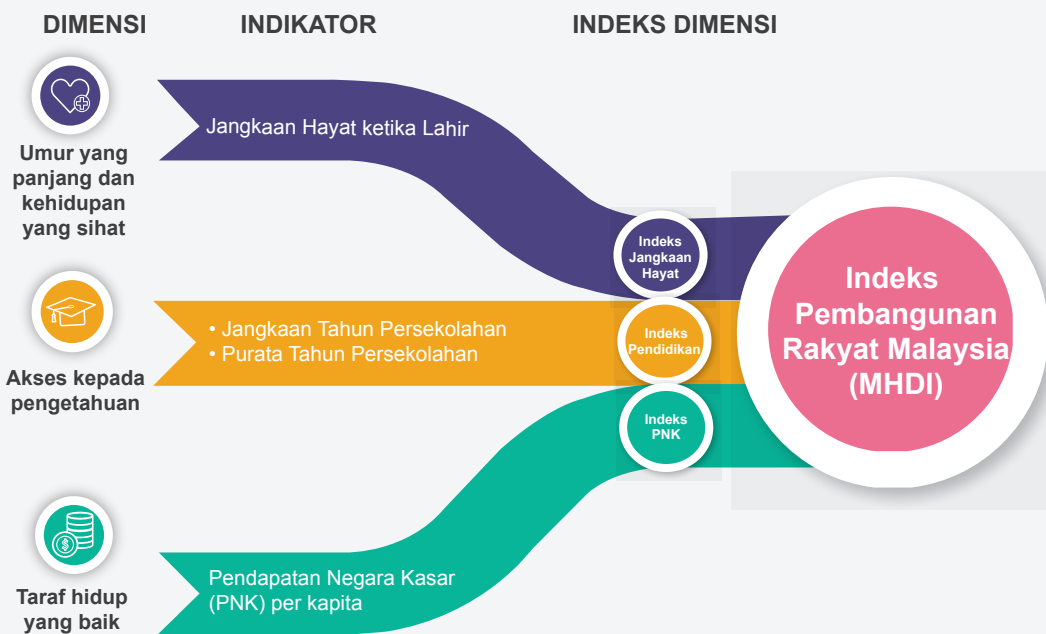 DIMENSI
INDIKATOR
INDEKS DIMENSI
Umur yang
panjang dan
kehidupan
yang sihat
Jangkaan Hayat ketika Lahir
Indeks
Jangkaan
Hayat
Akses kepada
pengetahuan
• Jangkaan Tahun Persekolahan
• Purata Tahun Persekolahan
Indeks
Pendidikan
Taraf hidup
yang baik
Pendapatan Negara Kasar
(PNK) per kapita
Indeks
PNK
Indeks
Pembangunan
Rakyat Malaysia
(MHDI)